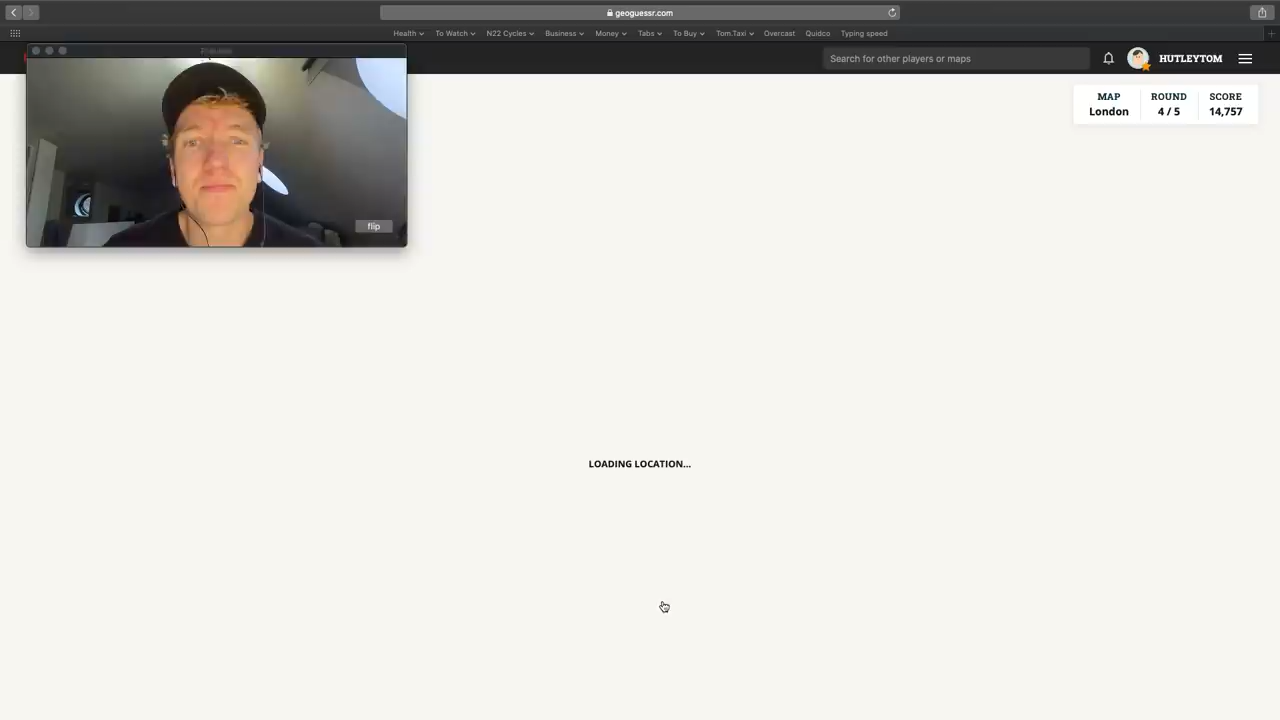 geoguessr.com
Health
To Watch
N22 Cycles
Business
Money
Tabs
To Buy
Tom.Taxi
Overcast
Quidco
Typing speed
Search for other players or maps
HUTLEYTOM
MAP ROUND SCORE
London 4 / 5 14,757
flip
LOADING LOCATION...